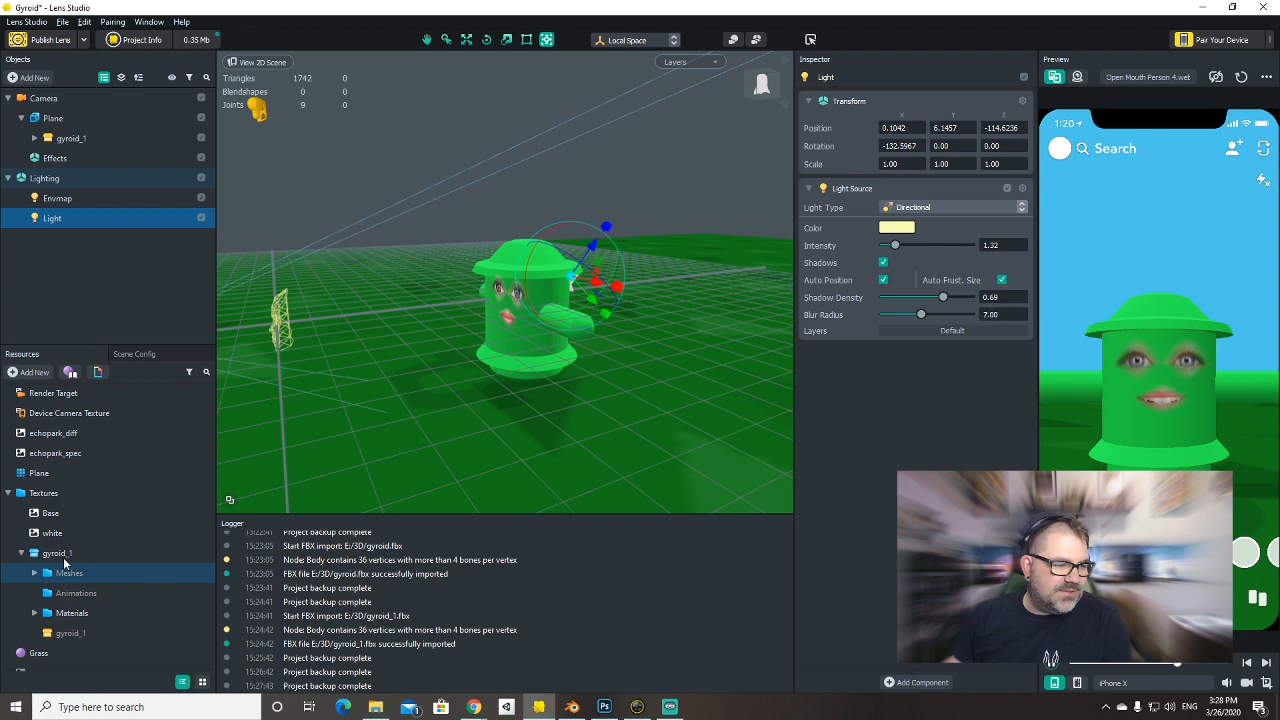 Gyroid* - Lens Studio
Lens Studio File Edit Pairing Window Help
Publish Lens Project Info 0.35 Mb Local Space Pair Your Device
Objects
Add New
Camera
Plane
gyroid_1
Effects
Lighting
Envmap
Light
Resources Scene Config
Add New
Render Target
Device Camera Texture
echopark_diff
echopark_spec
Plane
Textures
Base
white
gyroid_1
Meshes
Animations
Materials
gyroid_1
Grass
View 2D Scene Layers
Triangles 1742 0
Blendshapes 0 0
Joints 9 0
Logger
15:22:41 Project backup complete
15:23:05 Start FBX import: E:/3D/gyroid.fbx
15:23:05 Node: Body contains 36 vertices with more than 4 bones per vertex
15:23:05 FBX file E:/3D/gyroid.fbx successfully imported
15:23:41 Project backup complete
15:24:41 Project backup complete
15:24:41 Start FBX import: E:/3D/gyroid_1.fbx
15:24:42 Node: Body contains 36 vertices with more than 4 bones per vertex
15:24:42 FBX file E:/3D/gyroid_1.fbx successfully imported
15:25:42 Project backup complete
15:26:42 Project backup complete
15:27:43 Project backup complete
Inspector
Light
Transform
X Y Z
Position 0.1042 6.1457 -114.6236
Rotation -132.5967 0.00 0.00
Scale 1.00 1.00 1.00
Light Source
Light Type Directional
Color
Intensity 1.32
Shadows
Auto Position Auto Frust. Size
Shadow Density 0.69
Blur Radius 7.00
Layers Default
Add Component
Preview
Open Mouth Person 4.web
1:20
Search
iPhone X
Type here to search
Ps
ENG
3:28 PM
3/26/2020